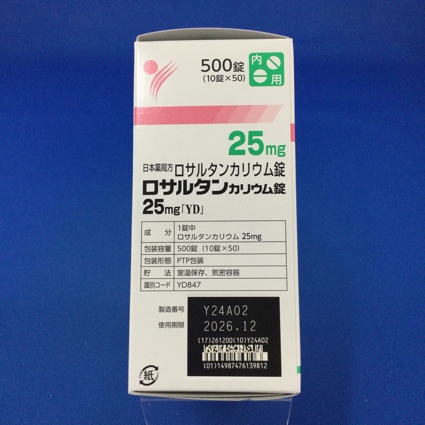 500錠
(10錠×50)
内
用
25mg
日本薬局方 ロサルタンカリウム錠
ロサルタンカリウム錠
25mg「YD」
成 分 1錠中
ロサルタンカリウム 25mg
包装容量 500錠（10錠×50）
包装形態 PTP包装
貯 法 室温保存、気密容器
識別コード YD847
製造番号 Y24A02
使用期限 2026.12
(17)261200(10)Y24A02
(01)14987476139812
紙